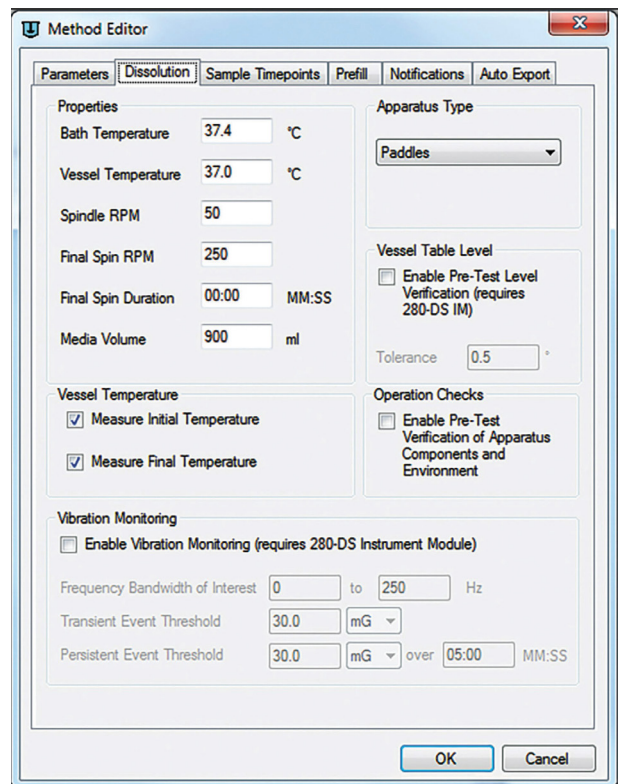 Method Editor
Parameters Dissolution Sample Timepoints Prefill Notifications Auto Export
Properties
Bath Temperature 37.4 °C
Vessel Temperature 37.0 °C
Spindle RPM 50
Final Spin RPM 250
Final Spin Duration 00:00 MM:SS
Media Volume 900 ml
Apparatus Type
Paddles
Vessel Table Level
Enable Pre-Test Level
Verification (requires
280-DS IM)
Tolerance 0.5 °
Vessel Temperature
Measure Initial Temperature
Measure Final Temperature
Operation Checks
Enable Pre-Test
Verification of Apparatus
Components and
Environment
Vibration Monitoring
Enable Vibration Monitoring (requires 280-DS Instrument Module)
Frequency Bandwidth of Interest 0 to 250 Hz
Transient Event Threshold 30.0 mG
Persistent Event Threshold 30.0 mG over 05:00 MM:SS
OK Cancel